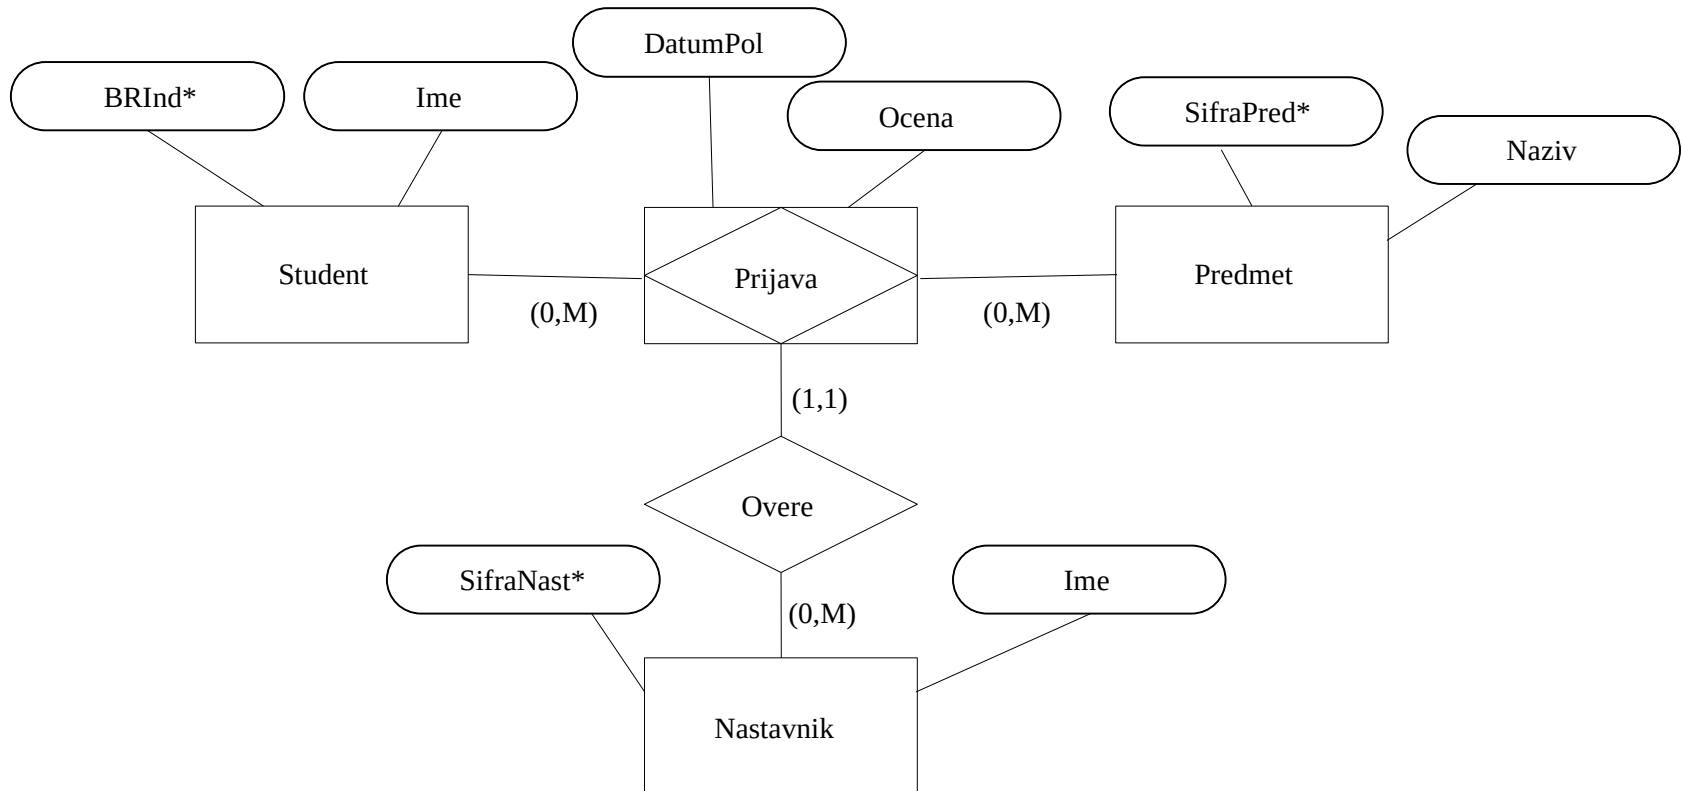 DatumPol
BRInd*
Ime
Ocena
SifraPred*
Naziv
Student
Prijava
Predmet
(0,M)
(0,M)
(1,1)
Overe
SifraNast*
Ime
(0,M)
Nastavnik